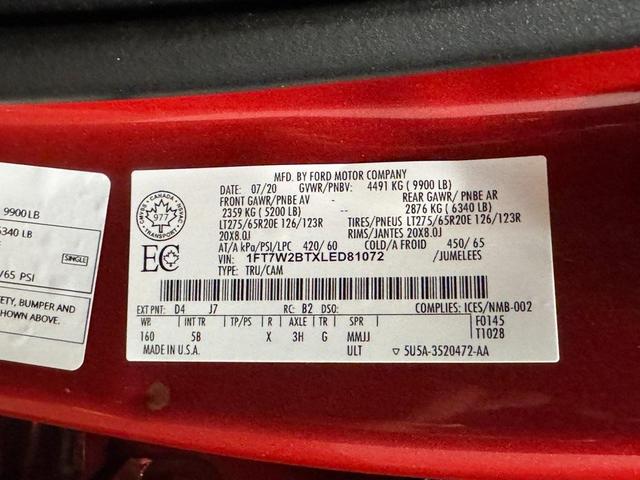 9900 LB
6340 LB
SINGLE
/65 PSI
ETY, BUMPER AND
HOWN ABOVE.
CANADA
977
TRANSPORT
EC
MFD. BY FORD MOTOR COMPANY
DATE: 07/20 GVWR/PNBV: 4491 KG ( 9900 LB)
FRONT GAWR/PNBE AV REAR GAWR/ PNBE AR
2359 KG ( 5200 LB) -- 2876 KG ( 6340 LB)
LT275/65R20E 126/123R TIRES/PNEUS LT275/65R20E 126/123R
20X8.0J RIMS/JANTES 20X8.0J
AT/A kPa/PSI/LPC 420/ 60 COLD/A FROID 450/ 65
VIN: 1FT7W2BTXLED81072 /JUMELEES
TYPE: TRU/CAM
EXT PNT: D4 J7 RC: B2 DSO: COMPLIES: ICES/NMB-002
WB INT TR TP/PS R AXLE TR SPR F0145
160 5B X 3H G MMJJ T1028
MADE IN U.S.A. ULT ▽ 5U5A-3520472-AA